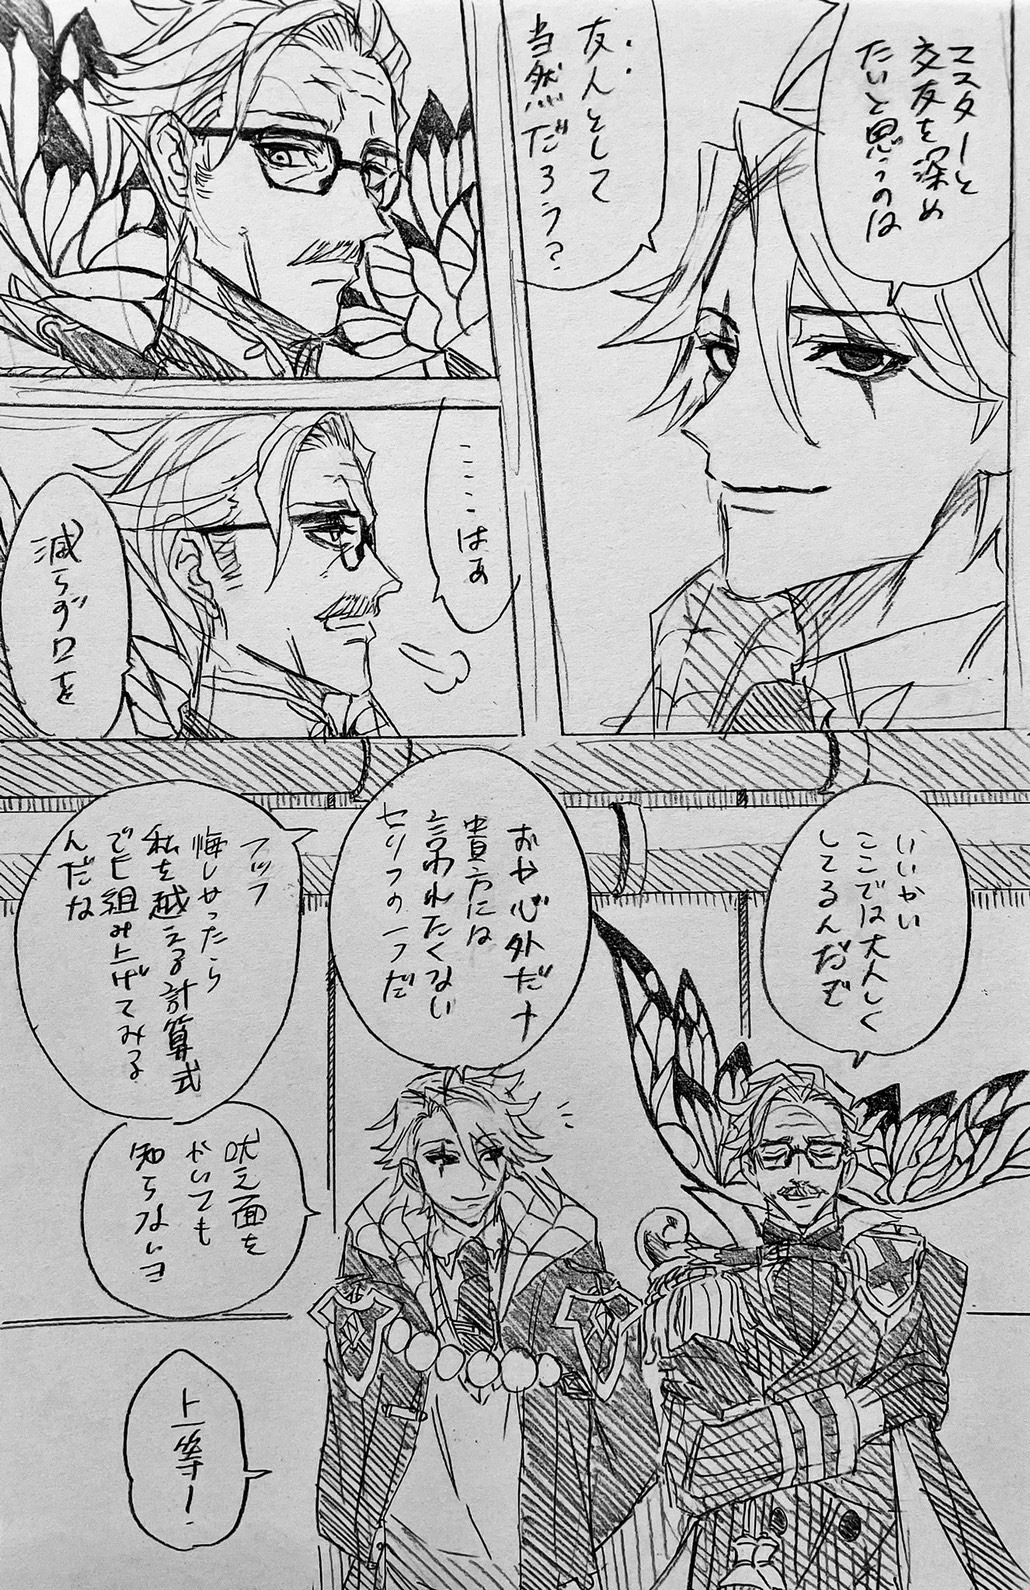 マスターと
交友を深め
たいと思うのは
友人として
当然だろう?
…はあ
減らず口を
いいかい
ここでは大人しく
してるんだぞ
おや心外だナ
貴方には
言われたくない
セリフの一つだ
フッフ
悔しかったら
私を越える計算式
でも組み上げてみる
んだな
吠え面を
かいても
知らないヨ
上等!